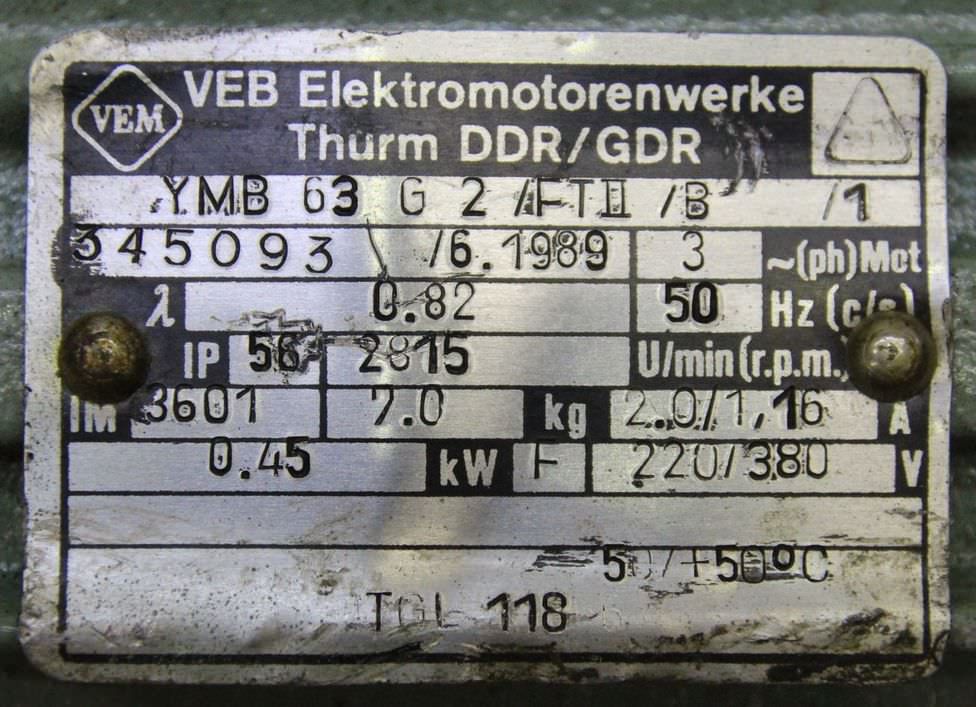 VEM
VEB Elektromotorenwerke
Thurm DDR/GDR
YMB 63 G 2 /FTII /B /1
345093 /6.1989 3 ~(ph)Mot
λ 0.82 50 Hz (c/s)
IP 56 2815 U/min (r.p.m.)
IM 3601 7.0 kg 2.0/1,16 A
0.45 kW F 220/380 V
50/+50°C
TGL 118